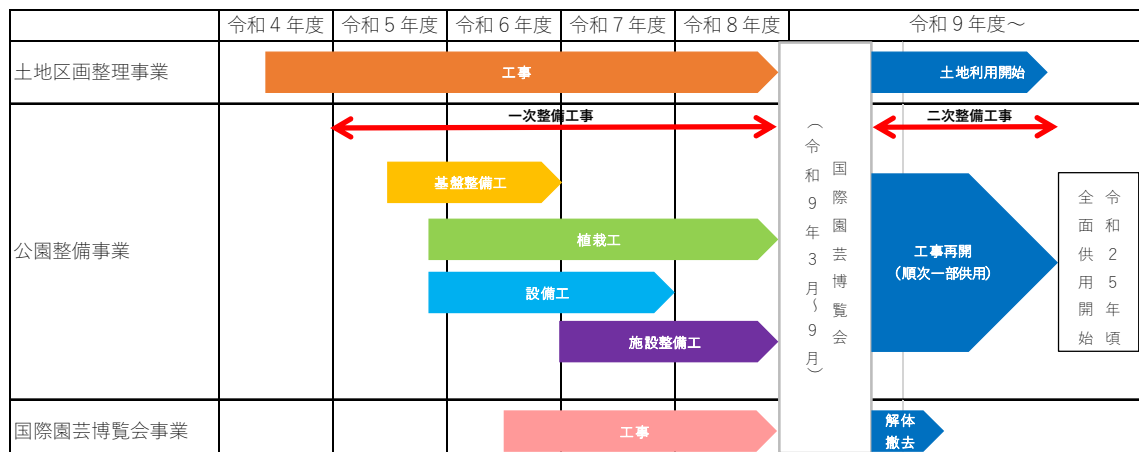 令和４年度 令和５年度 令和６年度 令和７年度 令和８年度 令和９年度～
土地区画整理事業
工事
土地利用開始
一次整備工事
二次整備工事
公園整備事業
基盤整備工
植栽工
設備工
施設整備工
国際園芸博覧会
（令和９年３月～９月）
工事再開
（順次一部供用）
令和２５年頃
全面供用開始
国際園芸博覧会事業
工事
解体
撤去